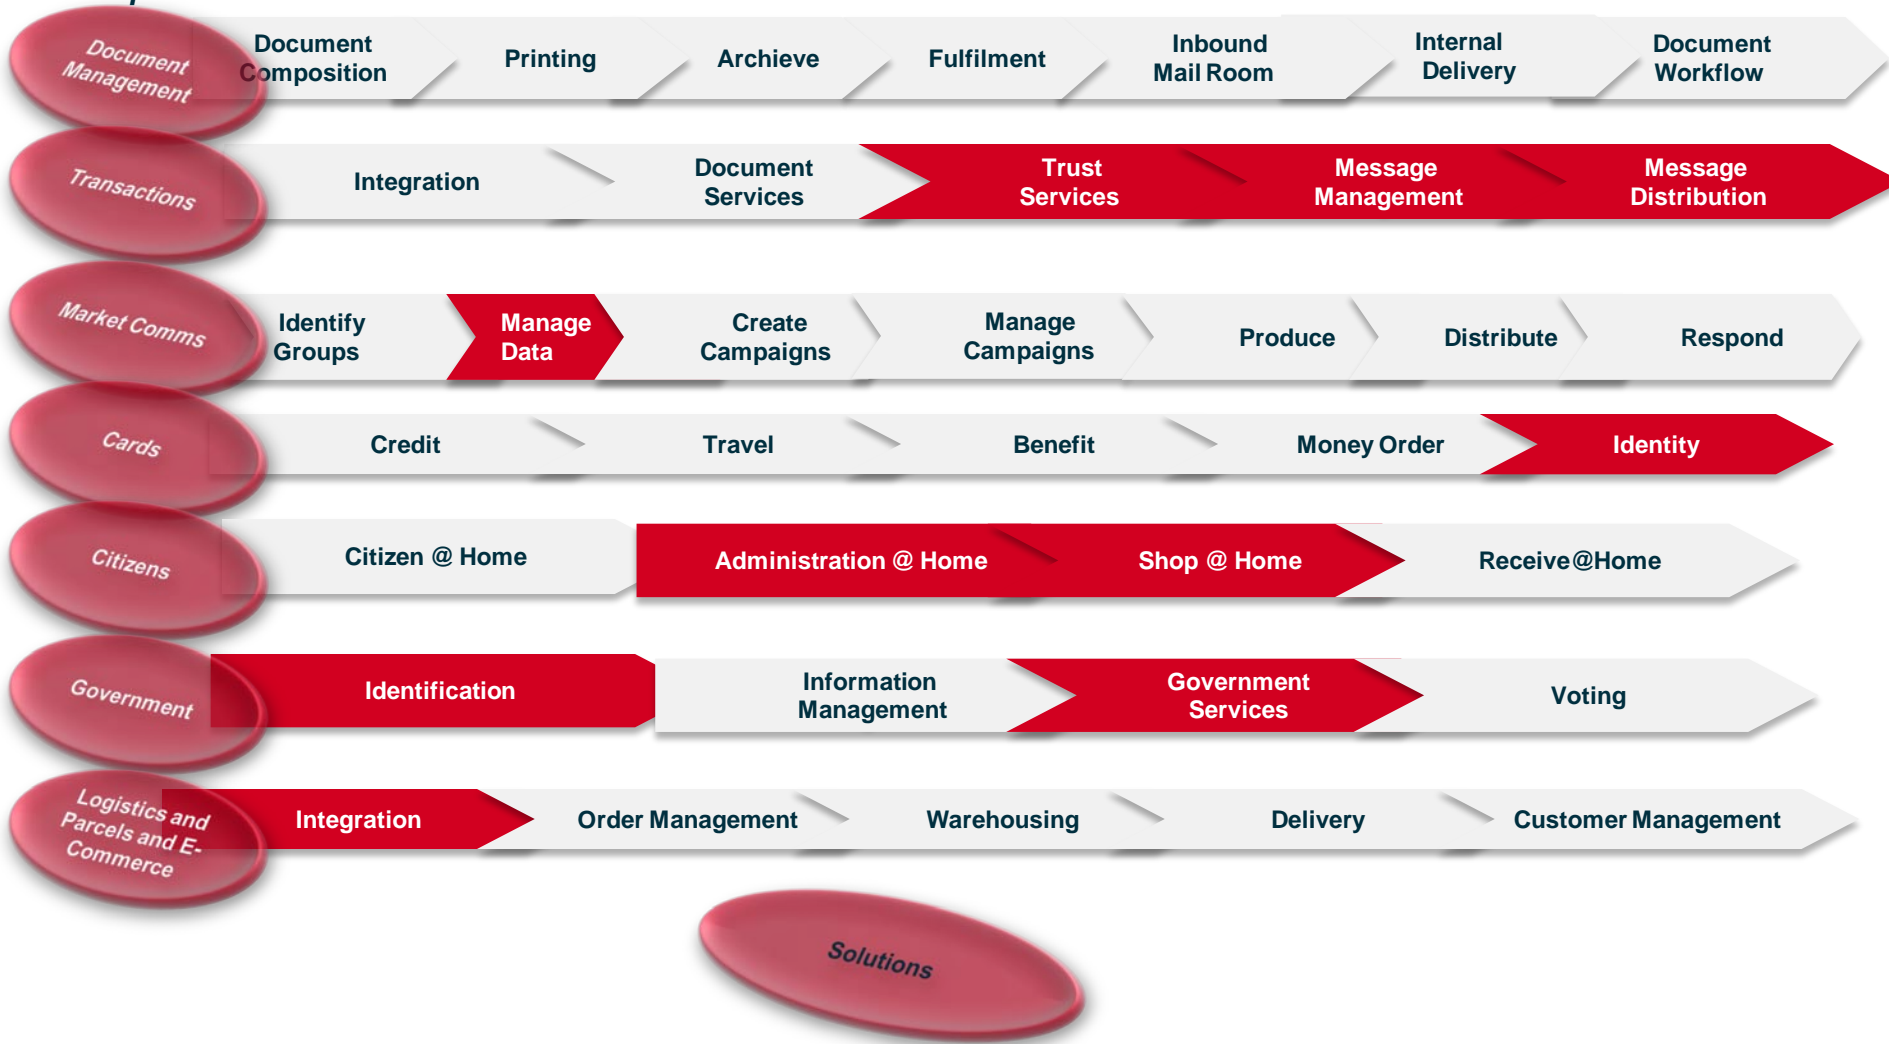 Document
Management
Document
Composition
Printing
Archieve
Fulfilment
Inbound
Mail Room
Internal
Delivery
Document
Workflow
Transactions
Integration
Document
Services
Trust
Services
Message
Management
Message
Distribution
Market Comms
Identify
Groups
Manage
Data
Create
Campaigns
Manage
Campaigns
Produce
Distribute
Respond
Cards
Credit
Travel
Benefit
Money Order
Identity
Citizens
Citizen @ Home
Administration @ Home
Shop @ Home
Receive@Home
Government
Identification
Information
Management
Government
Services
Voting
Logistics and
Parcels and E-
Commerce
Integration
Order Management
Warehousing
Delivery
Customer Management
Solutions